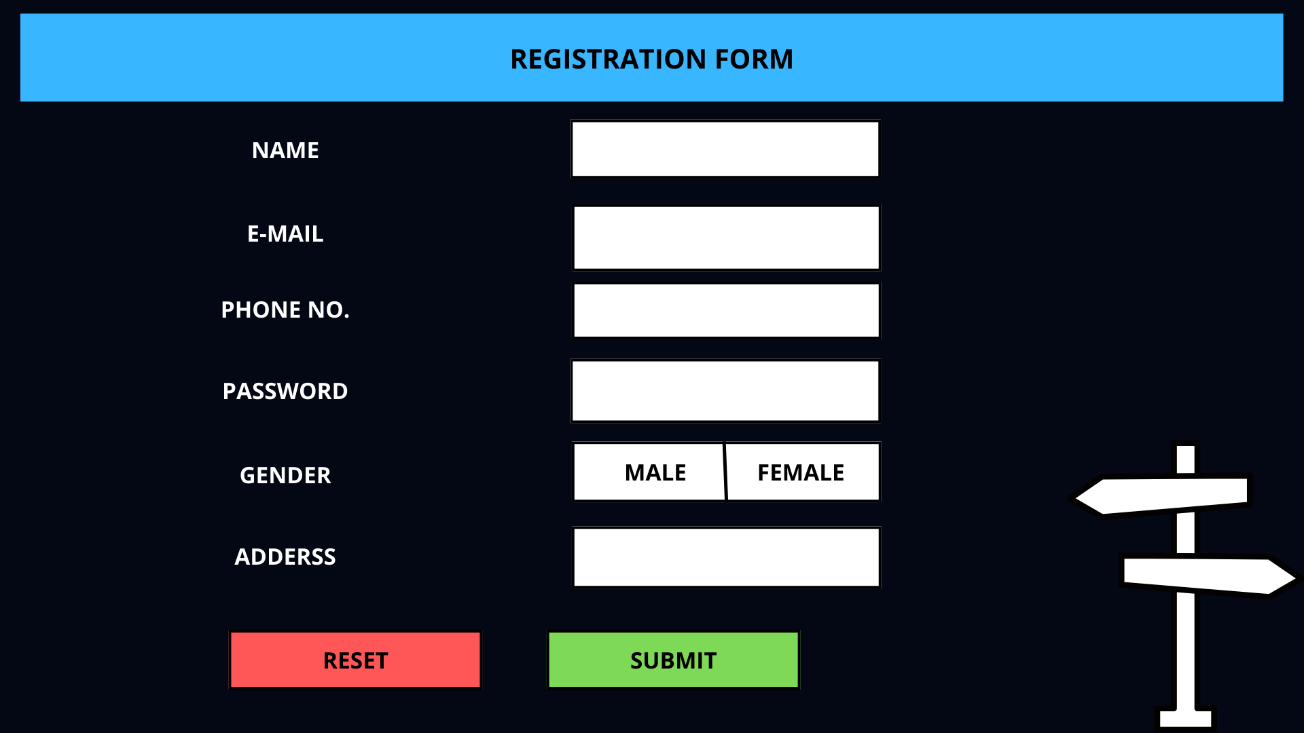 REGISTRATION FORM
NAME
E-MAIL
PHONE NO.
PASSWORD
GENDER
MALE
FEMALE
ADDERSS
RESET
SUBMIT